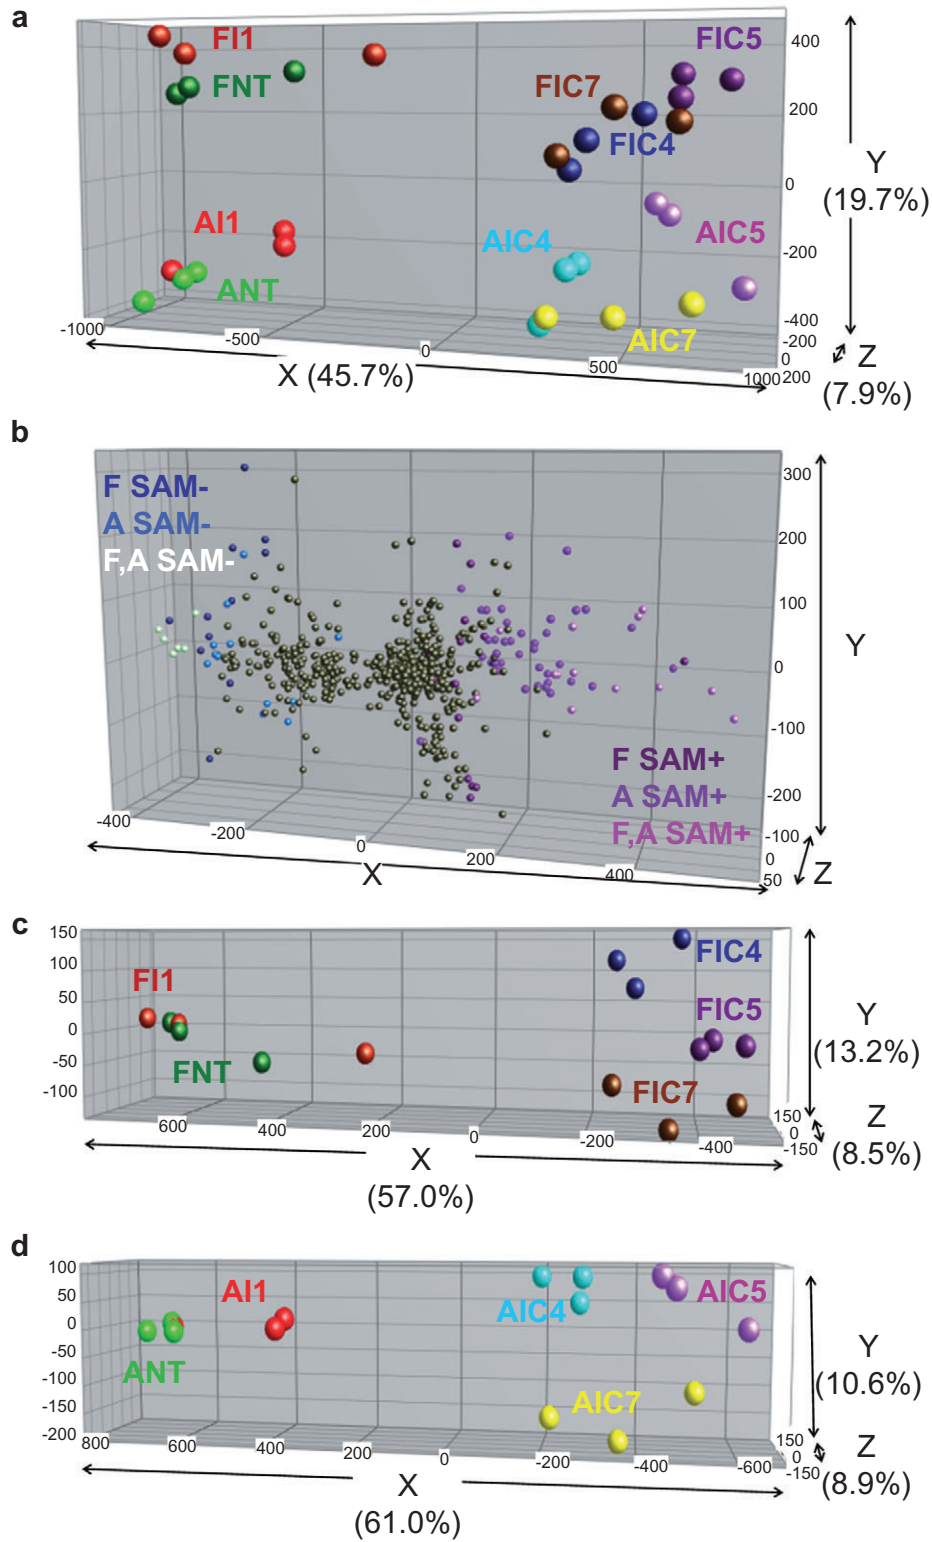 a
FI1
FNT
FIC5
FIC7
FIC4
AI1
ANT
AIC4
AIC5
AIC7
400
200
0
-200
-400
-200
0
200
Y
(19.7%)
Z
(7.9%)
-1000
-500
0
500
1000
X (45.7%)
b
F SAM-
A SAM-
F,A SAM-
F SAM+
A SAM+
F,A SAM+
300
200
100
0
-100
-200
-100
0
50
Y
Z
-400
-200
0
200
400
X
c
150
100
50
0
-50
-100
FI1
FNT
FIC4
FIC5
FIC7
600
400
200
0
-200
-400
150
0
-150
Y
(13.2%)
Z
(8.5%)
X
(57.0%)
d
100
50
0
-50
-100
-150
-200
AI1
ANT
AIC4
AIC5
AIC7
800
600
400
200
0
-200
-400
-600
150
0
-150
Y
(10.6%)
Z
(8.9%)
X
(61.0%)